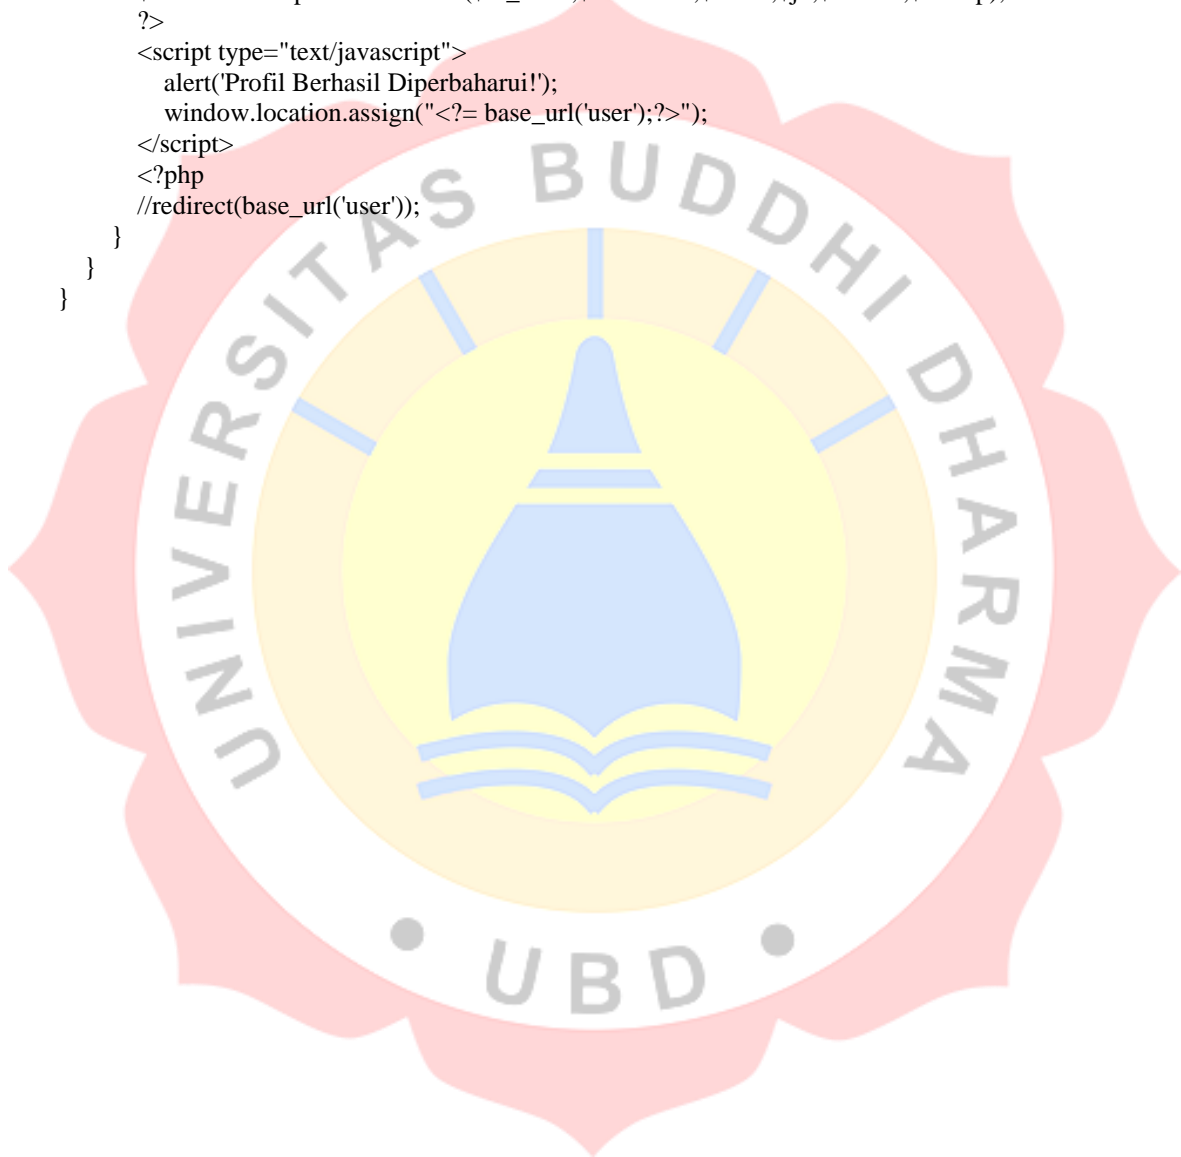 ?>
<script type="text/javascript">
alert('Profil Berhasil Diperbaharui!');
window.location.assign("<?= base_url('user');?>");
</script>
<?php
//redirect(base_url('user'));
}
}
}
UNIVERSITAS BUDDHI DHARMA
• UBD •